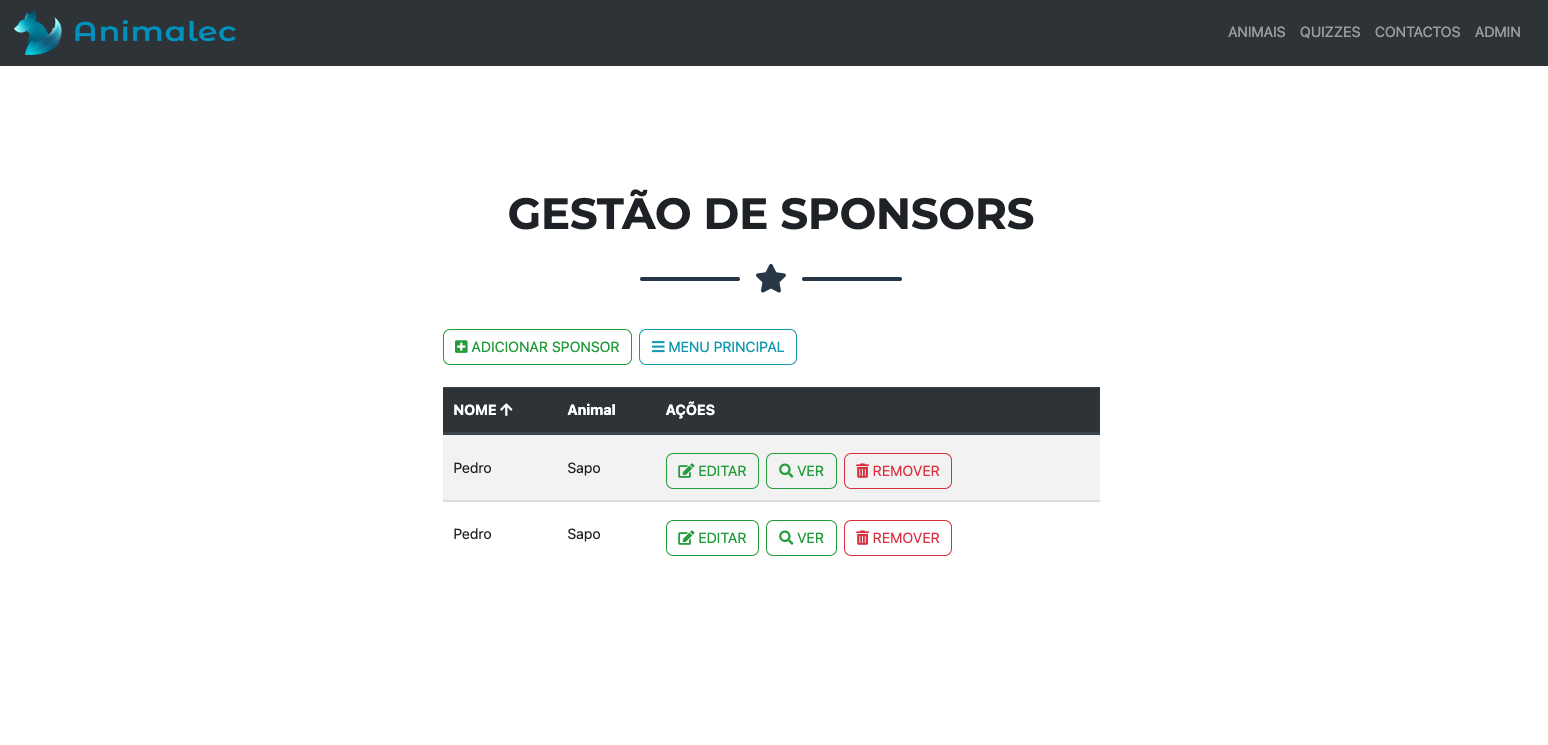 Animalec
ANIMAIS QUIZZES CONTACTOS ADMIN
GESTÃO DE SPONSORS
ADICIONAR SPONSOR MENU PRINCIPAL
NOME Animal AÇÕES
Pedro Sapo EDITAR VER REMOVER
Pedro Sapo EDITAR VER REMOVER